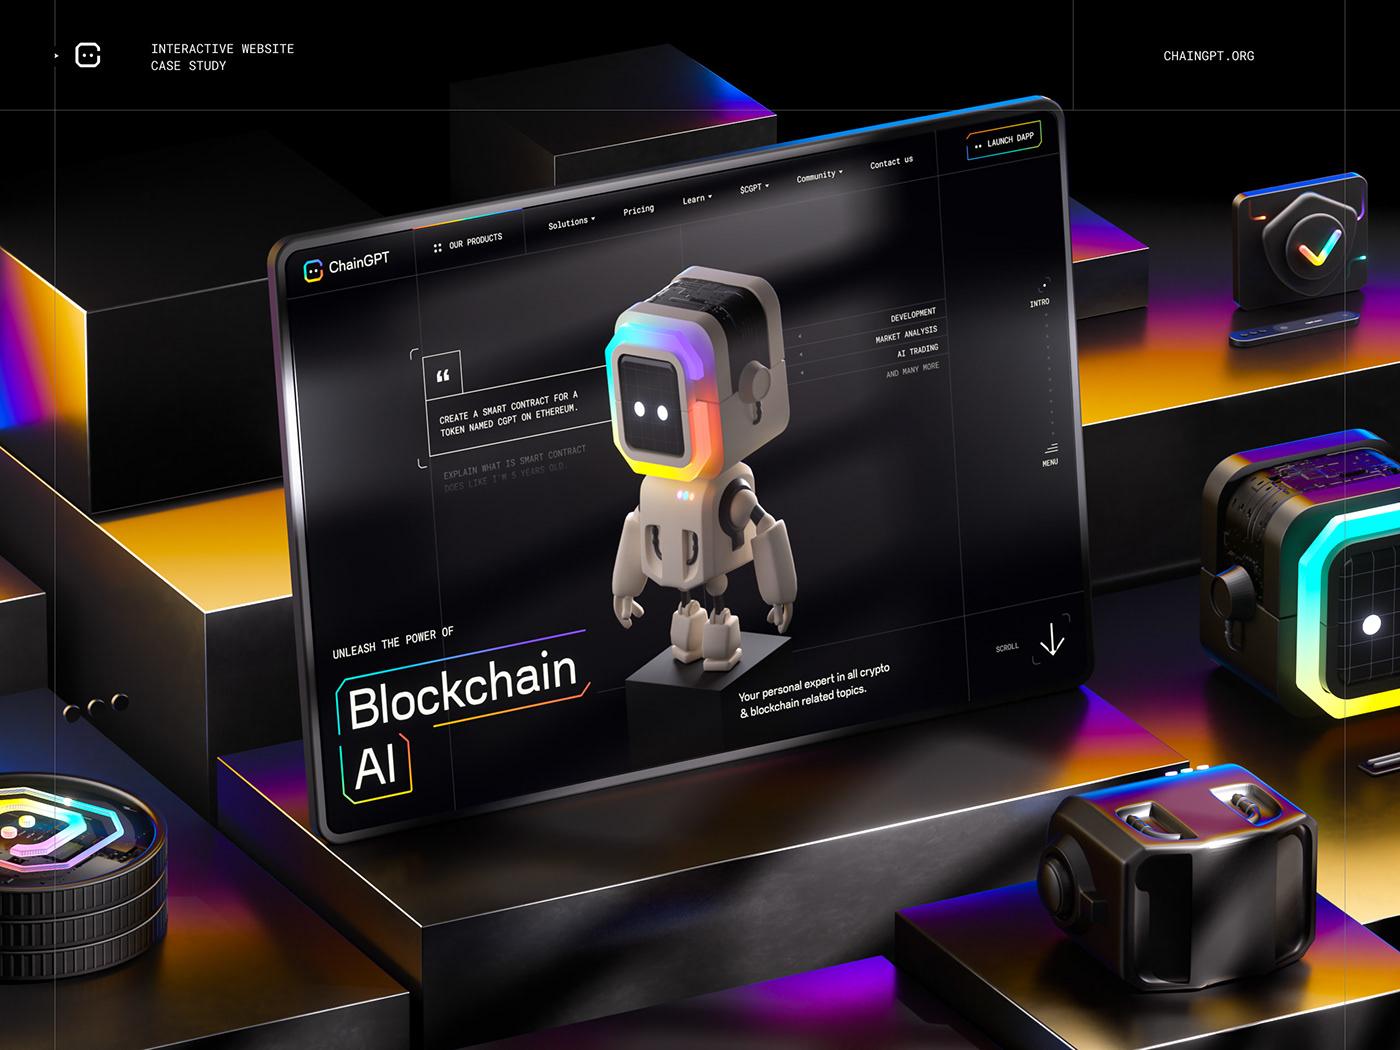 INTERACTIVE WEBSITE
CASE STUDY
CHAINGPT.ORG
ChainGPT
OUR PRODUCTS
Solutions
Pricing
Learn
$CGPT
Community
Contact us
LAUNCH DAPP
“
CREATE A SMART CONTRACT FOR A
TOKEN NAMED CGPT ON ETHEREUM.
EXPLAIN WHAT IS SMART CONTRACT
DOES LIKE I'M 5 YEARS OLD.
DEVELOPMENT
MARKET ANALYSIS
AI TRADING
AND MANY MORE
INTRO
MENU
UNLEASH THE POWER OF
Blockchain
AI
Your personal expert in all crypto
& blockchain related topics.
SCROLL